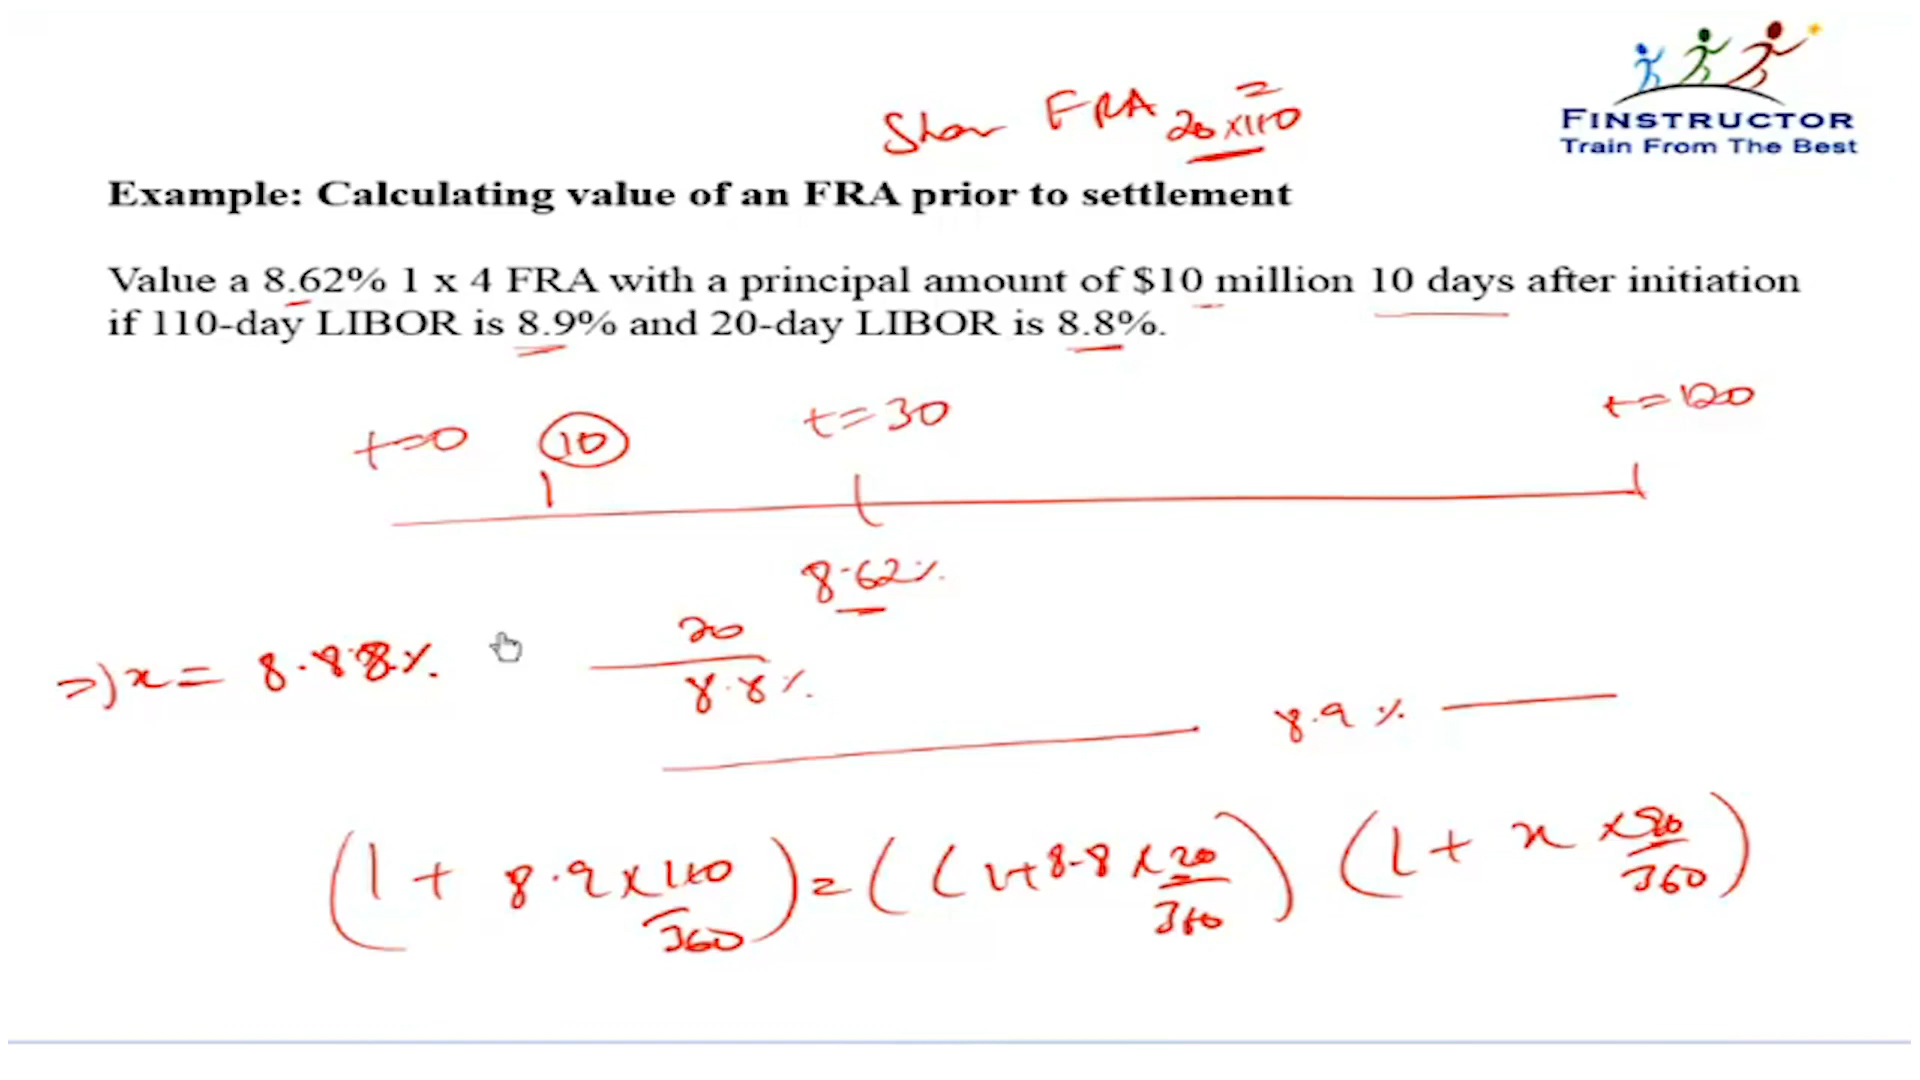 Short FRA 20 x 110
FINSTRUCTOR
Train From The Best
Example: Calculating value of an FRA prior to settlement
Value a 8.62% 1 x 4 FRA with a principal amount of $10 million 10 days after initiation
if 110-day LIBOR is 8.9% and 20-day LIBOR is 8.8%.
t=0 10 t=30 t=120
8.62%
20
8.8%
=> x = 8.88%
8.9%
(1 + 8.9 x 110/360) = ((1+8.8 x 20/360) (1 + x x 90/360)